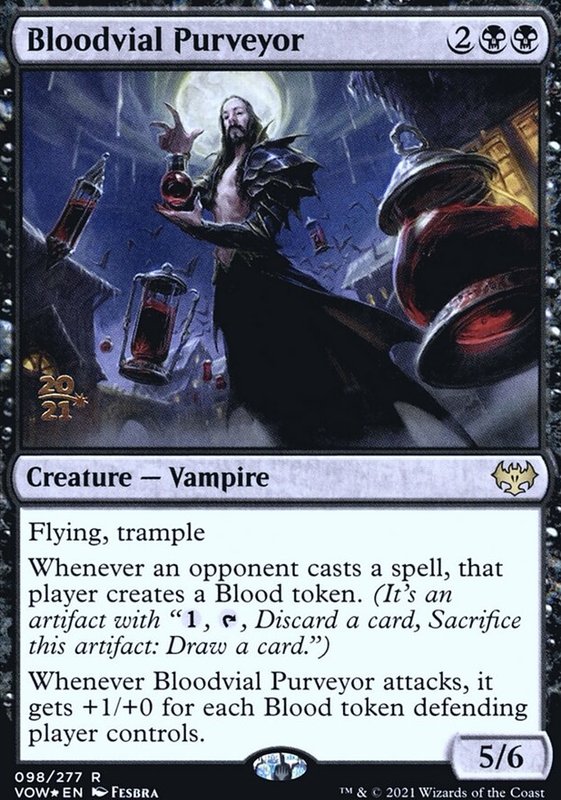 Bloodvial Purveyor 2
20
21
Creature — Vampire
Flying, trample
Whenever an opponent casts a spell, that
player creates a Blood token. (It's an
artifact with “1, , Discard a card, Sacrifice
this artifact: Draw a card.”)
Whenever Bloodvial Purveyor attacks, it
gets +1/+0 for each Blood token defending
player controls.
5/6
098/277 R
VOW★EN Fesbra
™ & © 2021 Wizards of the Coast